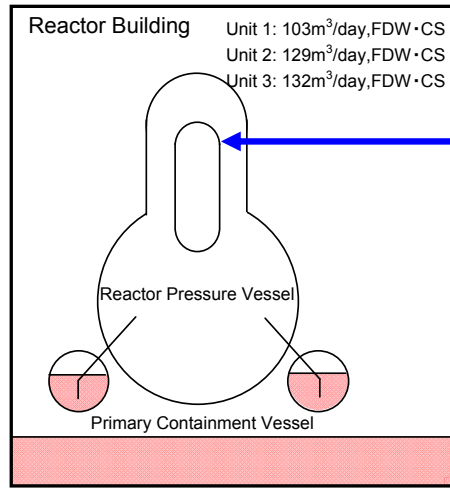 Reactor Building
Unit 1: 103m³/day,FDW・CS
Unit 2: 129m³/day,FDW・CS
Unit 3: 132m³/day,FDW・CS
Reactor Pressure Vessel
Primary Containment Vessel